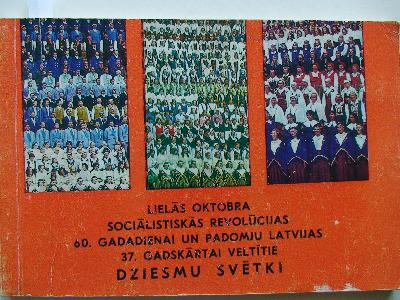 LIELĀS OKTOBRA
SOCIĀLISTISKĀS REVOLŪCIJAS
60. GADADIENAI UN PADOMJU LATVIJAS
37. GADSKĀRTAI VELTĪTIE
DZIESMU SVĒTKI